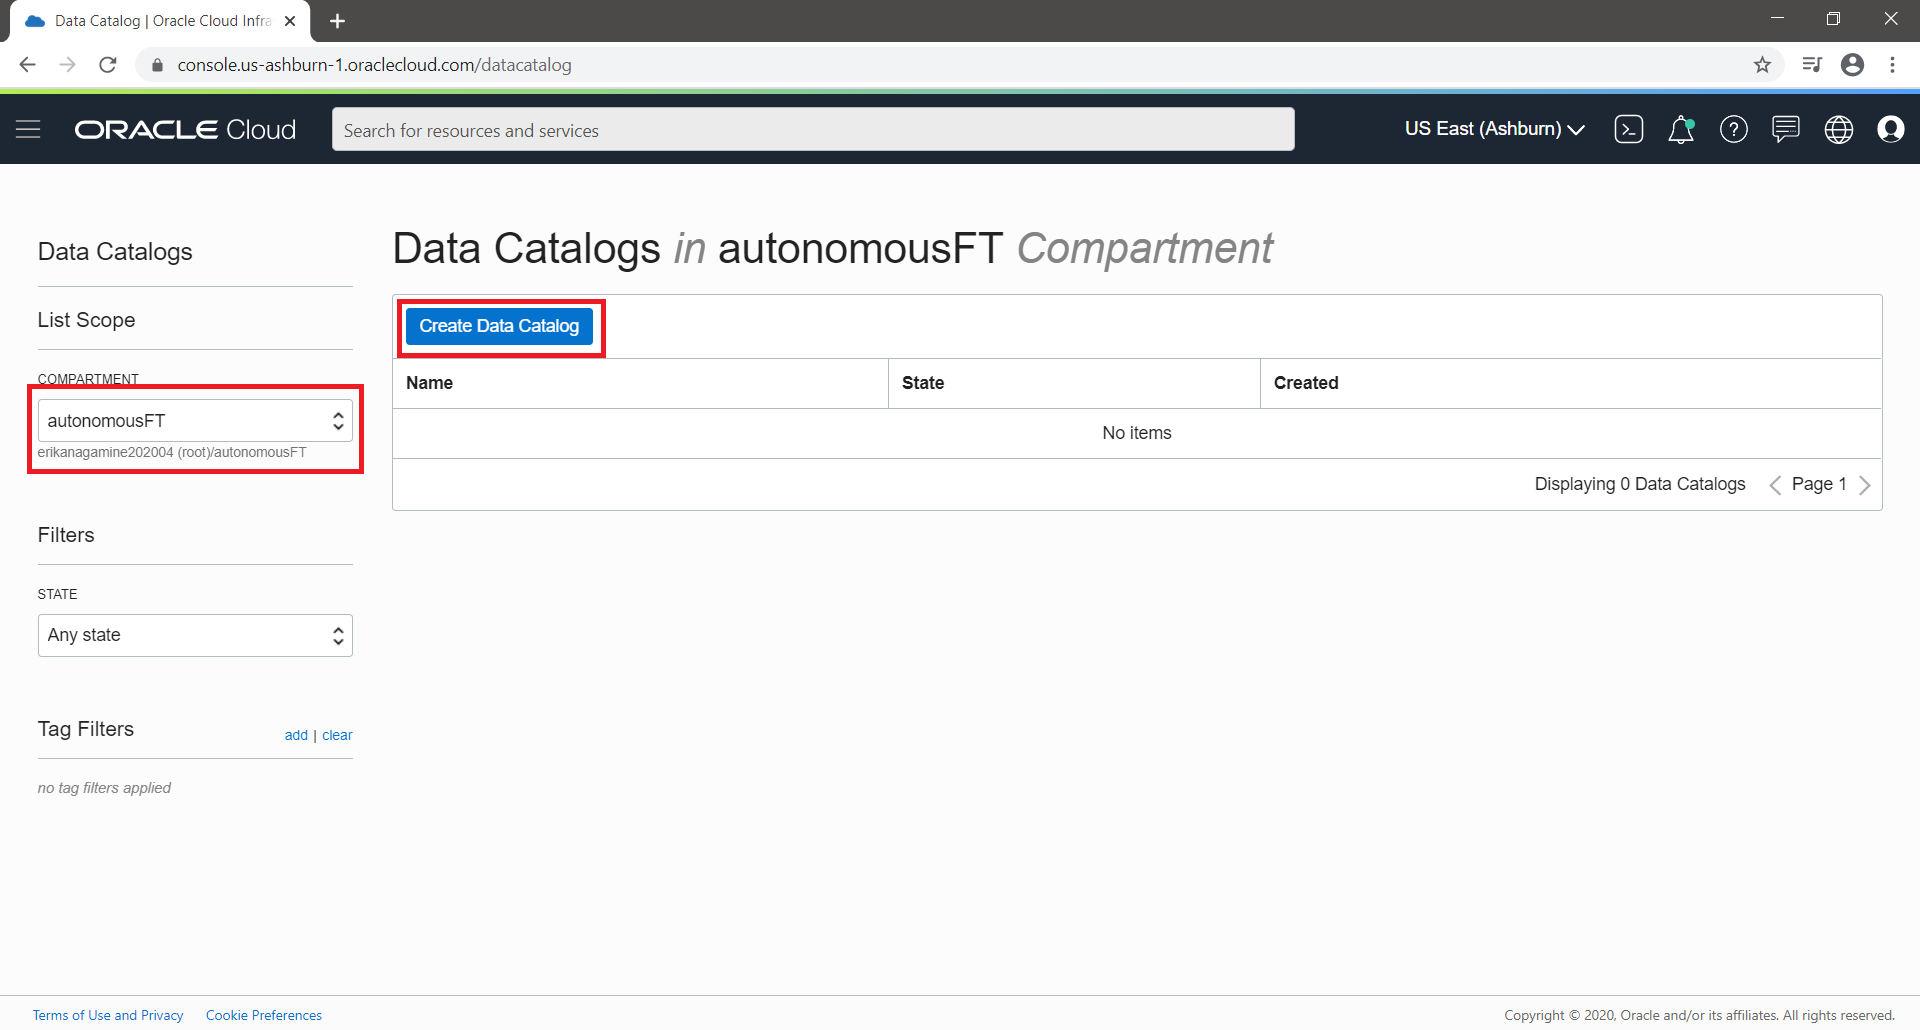 Data Catalog | Oracle Cloud Infra
console.us-ashburn-1.oraclecloud.com/datacatalog
ORACLE Cloud
Search for resources and services
US East (Ashburn)
Data Catalogs
List Scope
COMPARTMENT
autonomousFT
erikanagamine202004 (root)/autonomousFT
Filters
STATE
Any state
Tag Filters
add | clear
no tag filters applied
Data Catalogs in autonomousFT Compartment
Create Data Catalog
Name State Created
No items
Displaying 0 Data Catalogs Page 1
Terms of Use and Privacy Cookie Preferences
Copyright © 2020, Oracle and/or its affiliates. All rights reserved.